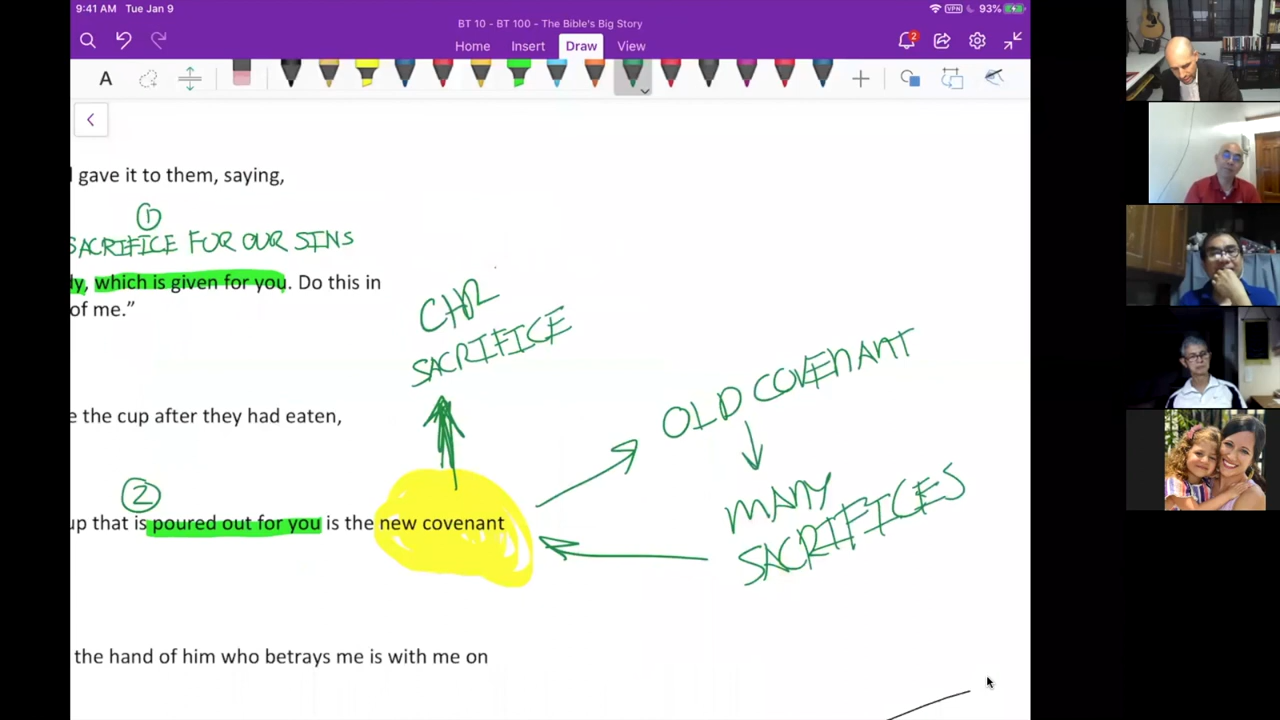 9:41 AM Tue Jan 9
VPN 93%
BT 10 - BT 100 - The Bible's Big Story
Home Insert Draw View
2
A
gave it to them, saying,
1
SACRIFICE FOR OUR SINS
which is given for you. Do this in
of me.”
CHR
SACRIFICE
OLD COVENANT
the cup after they had eaten,
MANY
SACRIFICES
2
that is poured out for you is the new covenant
the hand of him who betrays me is with me on